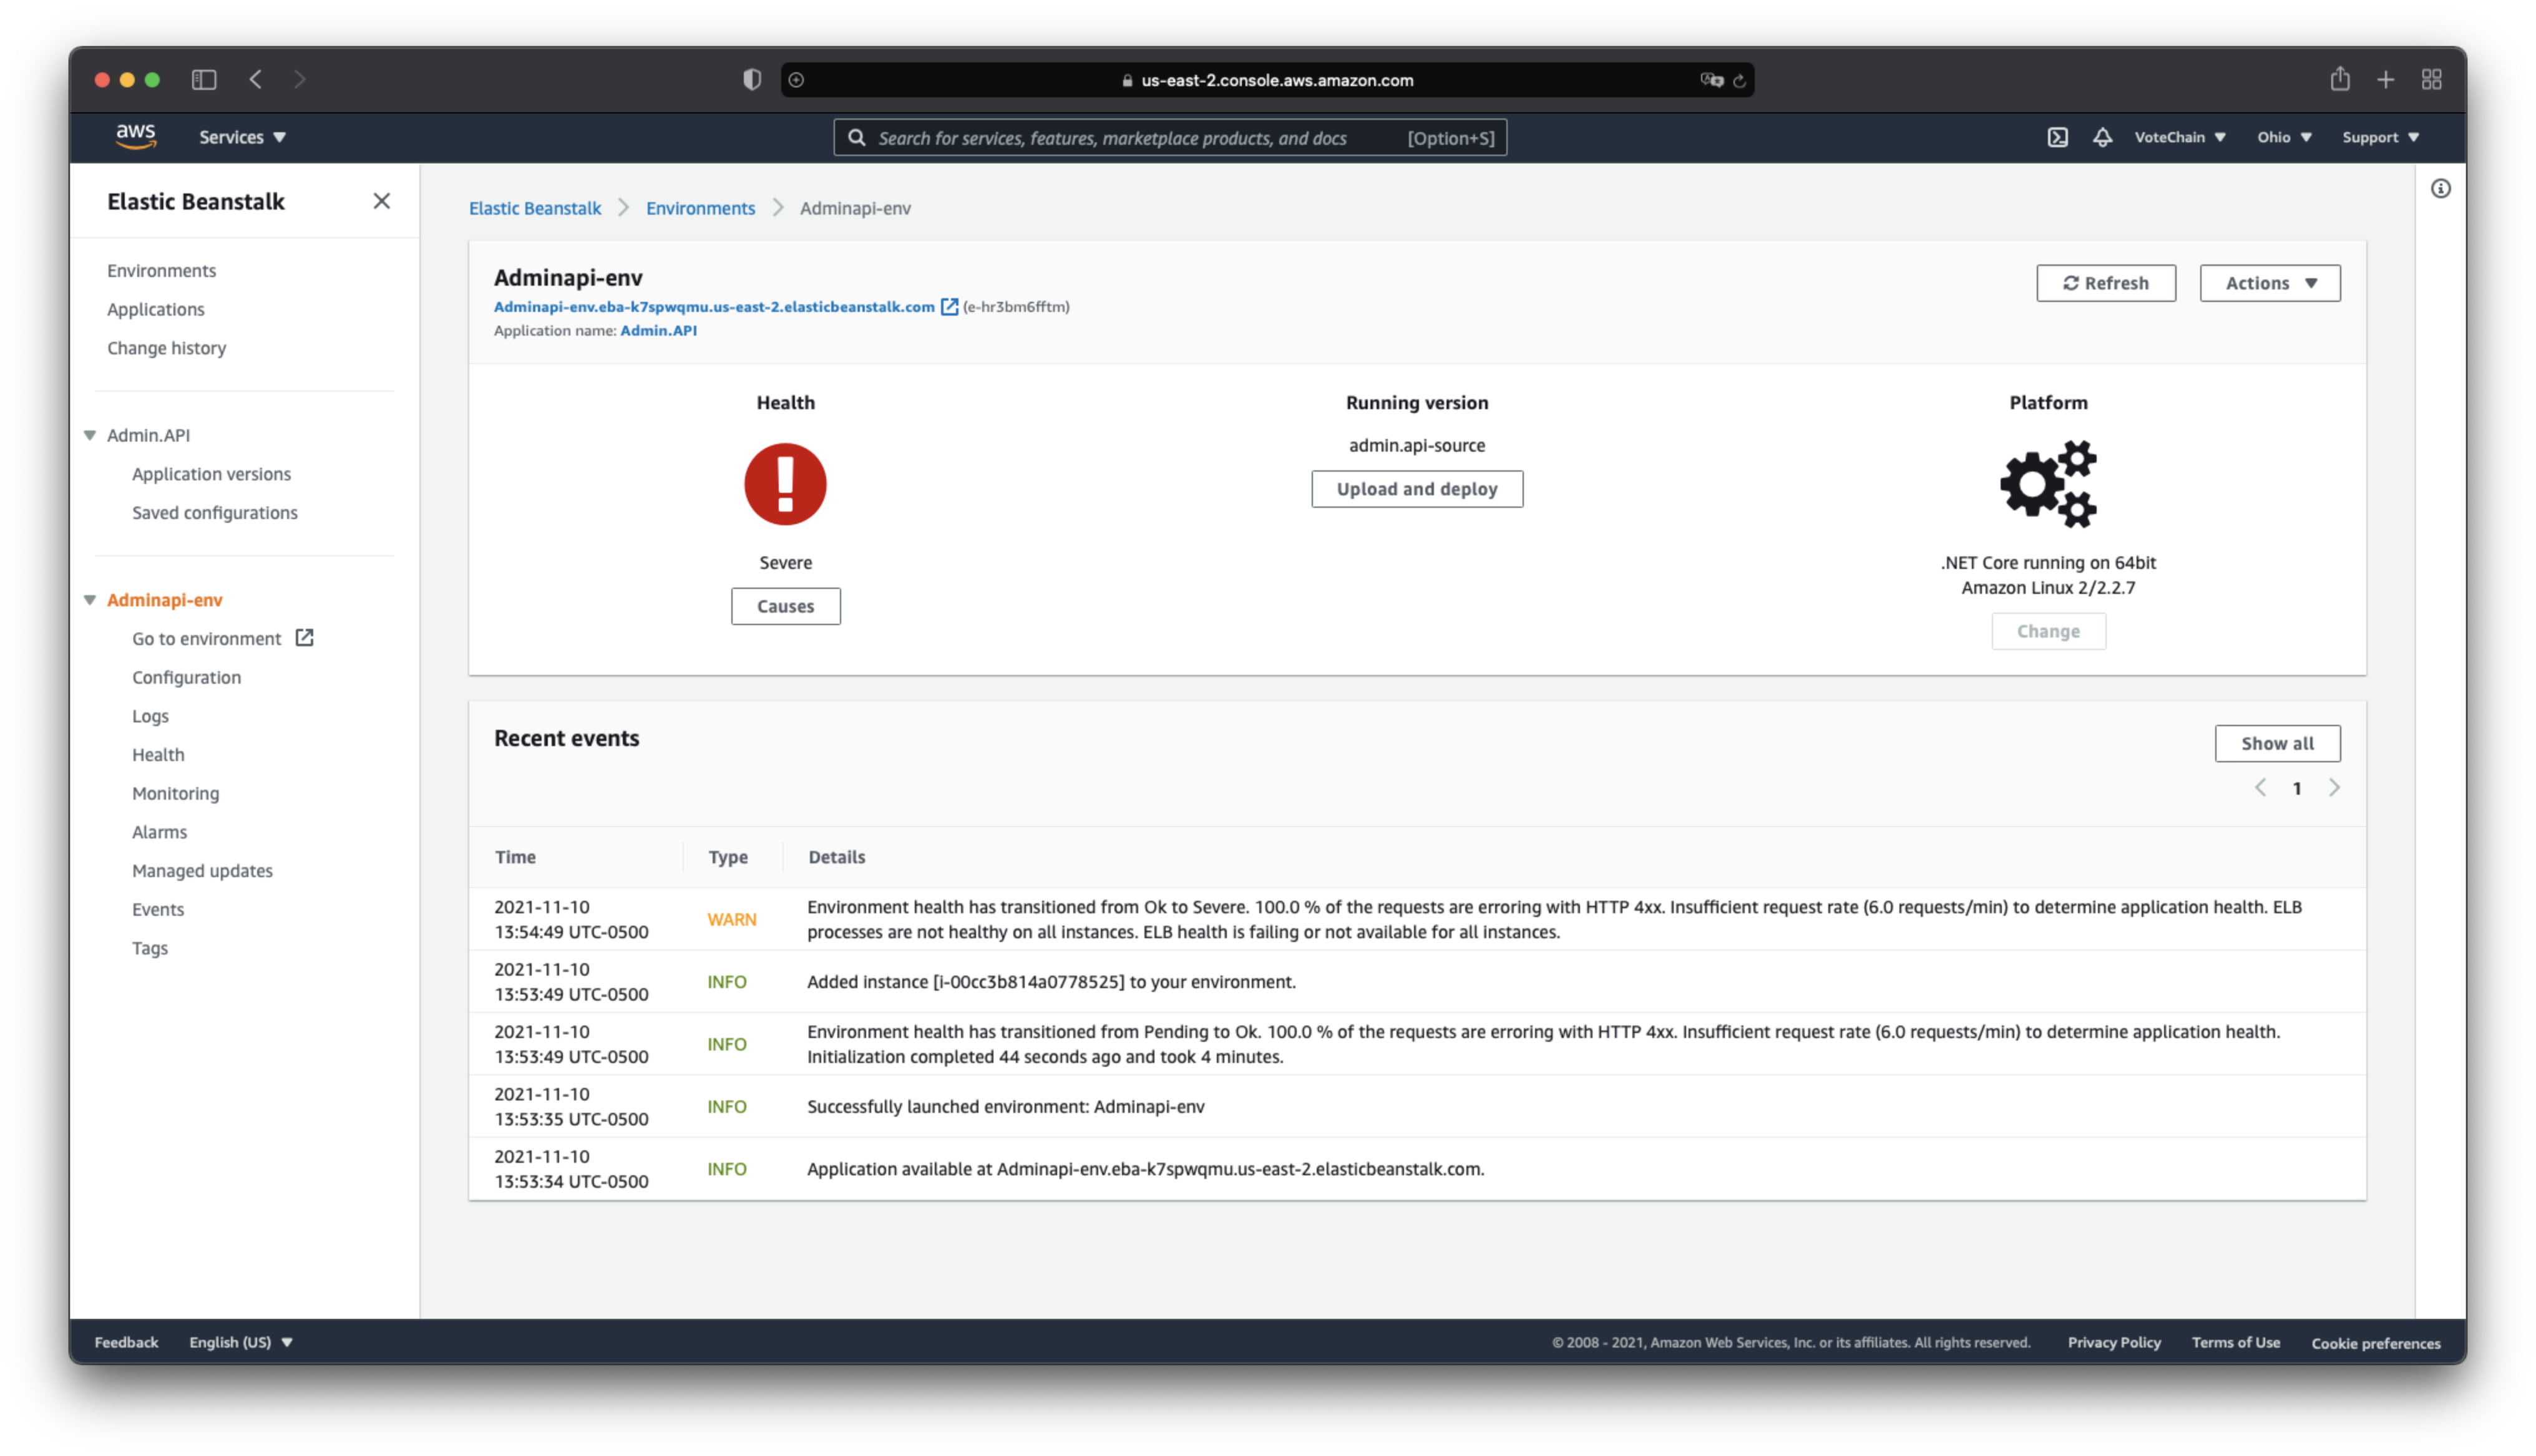 us-east-2.console.aws.amazon.com
aws
Services
Search for services, features, marketplace products, and docs
[Option+S]
VoteChain
Ohio
Support
Elastic Beanstalk
Environments
Applications
Change history
Admin.API
Application versions
Saved configurations
Adminapi-env
Go to environment
Configuration
Logs
Health
Monitoring
Alarms
Managed updates
Events
Tags
Elastic Beanstalk
Environments
Adminapi-env
Adminapi-env
Adminapi-env.eba-k7spwqmu.us-east-2.elasticbeanstalk.com (e-hr3bm6fftm)
Application name: Admin.API
Refresh
Actions
Health
Severe
Causes
Running version
admin.api-source
Upload and deploy
Platform
.NET Core running on 64bit
Amazon Linux 2/2.2.7
Change
Recent events
Show all
1
Time
Type
Details
2021-11-10
13:54:49 UTC-0500
WARN
Environment health has transitioned from Ok to Severe. 100.0 % of the requests are erroring with HTTP 4xx. Insufficient request rate (6.0 requests/min) to determine application health. ELB
processes are not healthy on all instances. ELB health is failing or not available for all instances.
2021-11-10
13:53:49 UTC-0500
INFO
Added instance [i-00cc3b814a0778525] to your environment.
2021-11-10
13:53:49 UTC-0500
INFO
Environment health has transitioned from Pending to Ok. 100.0 % of the requests are erroring with HTTP 4xx. Insufficient request rate (6.0 requests/min) to determine application health.
Initialization completed 44 seconds ago and took 4 minutes.
2021-11-10
13:53:35 UTC-0500
INFO
Successfully launched environment: Adminapi-env
2021-11-10
13:53:34 UTC-0500
INFO
Application available at Adminapi-env.eba-k7spwqmu.us-east-2.elasticbeanstalk.com.
Feedback
English (US)
© 2008 - 2021, Amazon Web Services, Inc. or its affiliates. All rights reserved.
Privacy Policy
Terms of Use
Cookie preferences